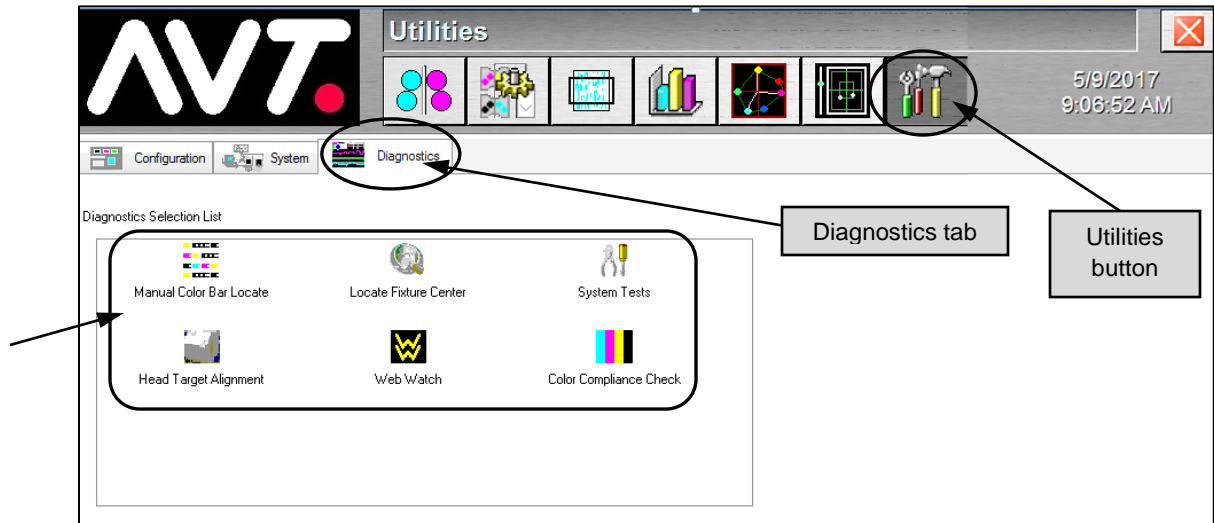 AVT.
Utilities
5/9/2017
9:06:52 AM
Configuration
System
Diagnostics
Diagnostics Selection List
Diagnostics tab
Utilities
button
Manual Color Bar Locate
Locate Fixture Center
System Tests
Head Target Alignment
Web Watch
Color Compliance Check